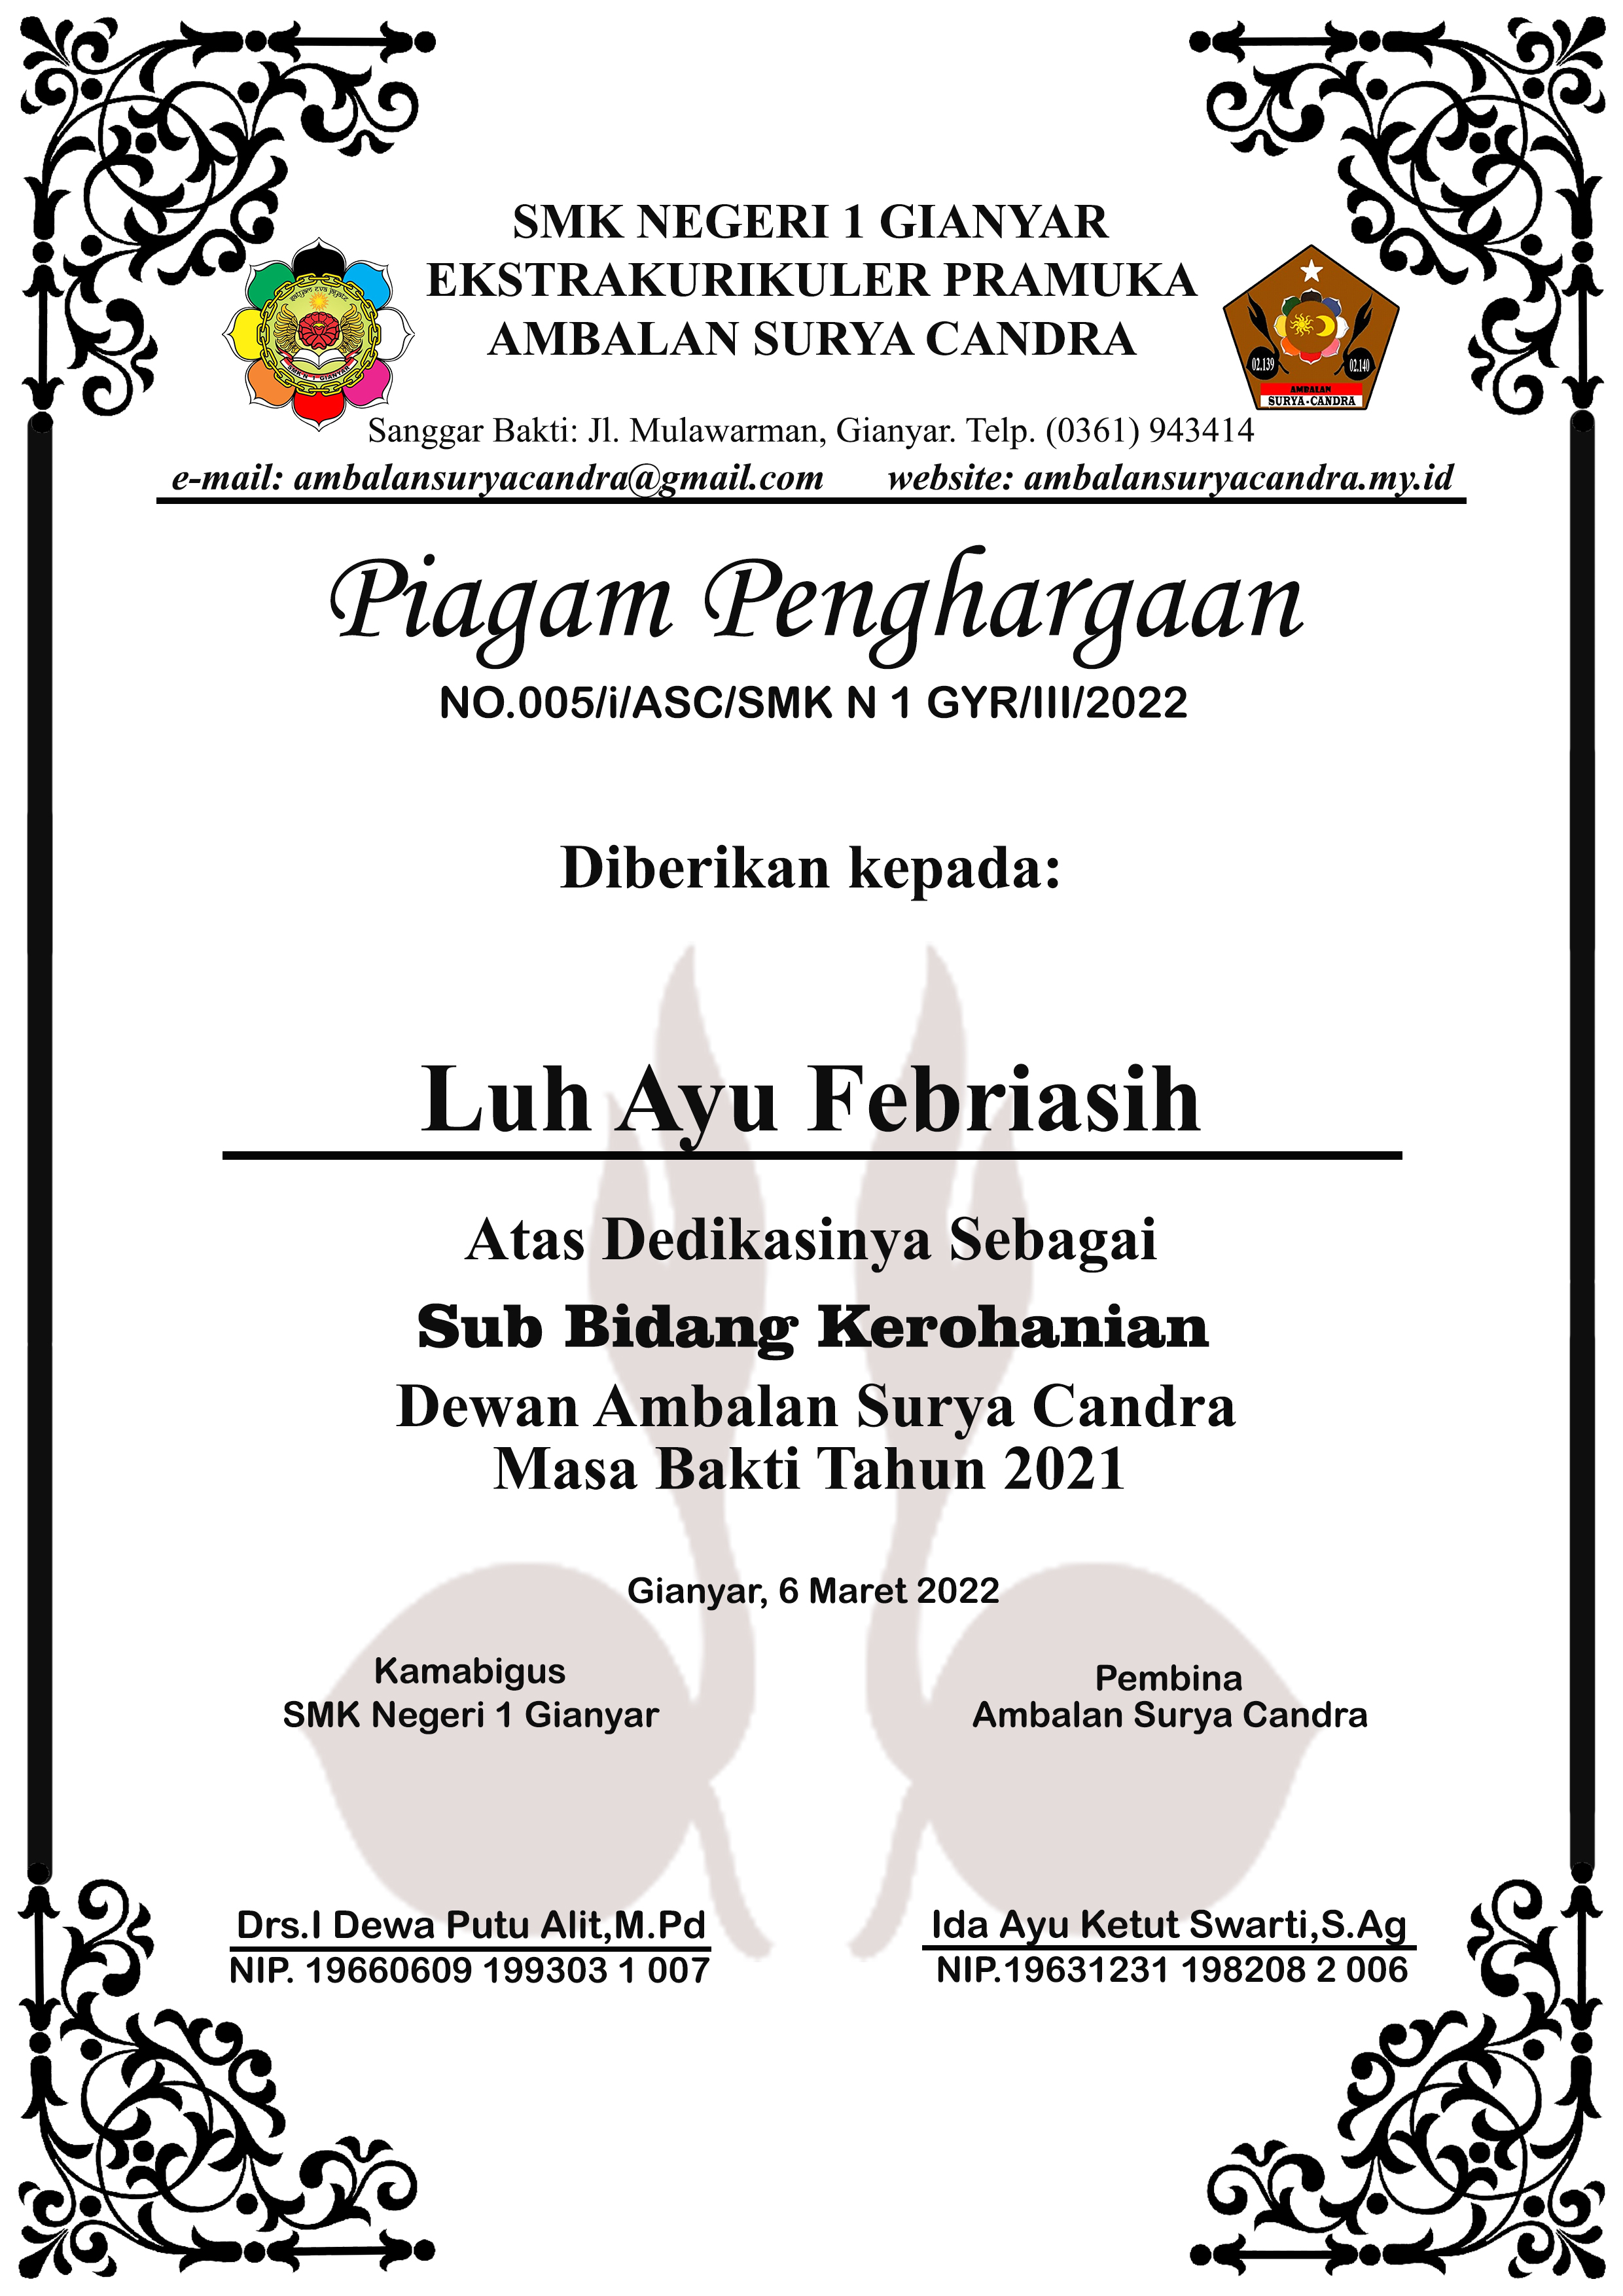 SMK NEGERI 1 GIANYAR
EKSTRAKURIKULER PRAMUKA
AMBALAN SURYA CANDRA
SMK N 1 GIANYAR
02.139
02.140
AMBALAN
SURYA-CANDRA
Sanggar Bakti: Jl. Mulawarman, Gianyar. Telp. (0361) 943414
e-mail: ambalansuryacandra@gmail.com website: ambalansuryacandra.my.id
Piagam Penghargaan
NO.005/i/ASC/SMK N 1 GYR/III/2022
Diberikan kepada:
Luh Ayu Febriasih
Atas Dedikasinya Sebagai
Sub Bidang Kerohanian
Dewan Ambalan Surya Candra
Masa Bakti Tahun 2021
Gianyar, 6 Maret 2022
Kamabigus
SMK Negeri 1 Gianyar
Pembina
Ambalan Surya Candra
Drs.I Dewa Putu Alit,M.Pd
NIP. 19660609 199303 1 007
Ida Ayu Ketut Swarti,S.Ag
NIP.19631231 198208 2 006